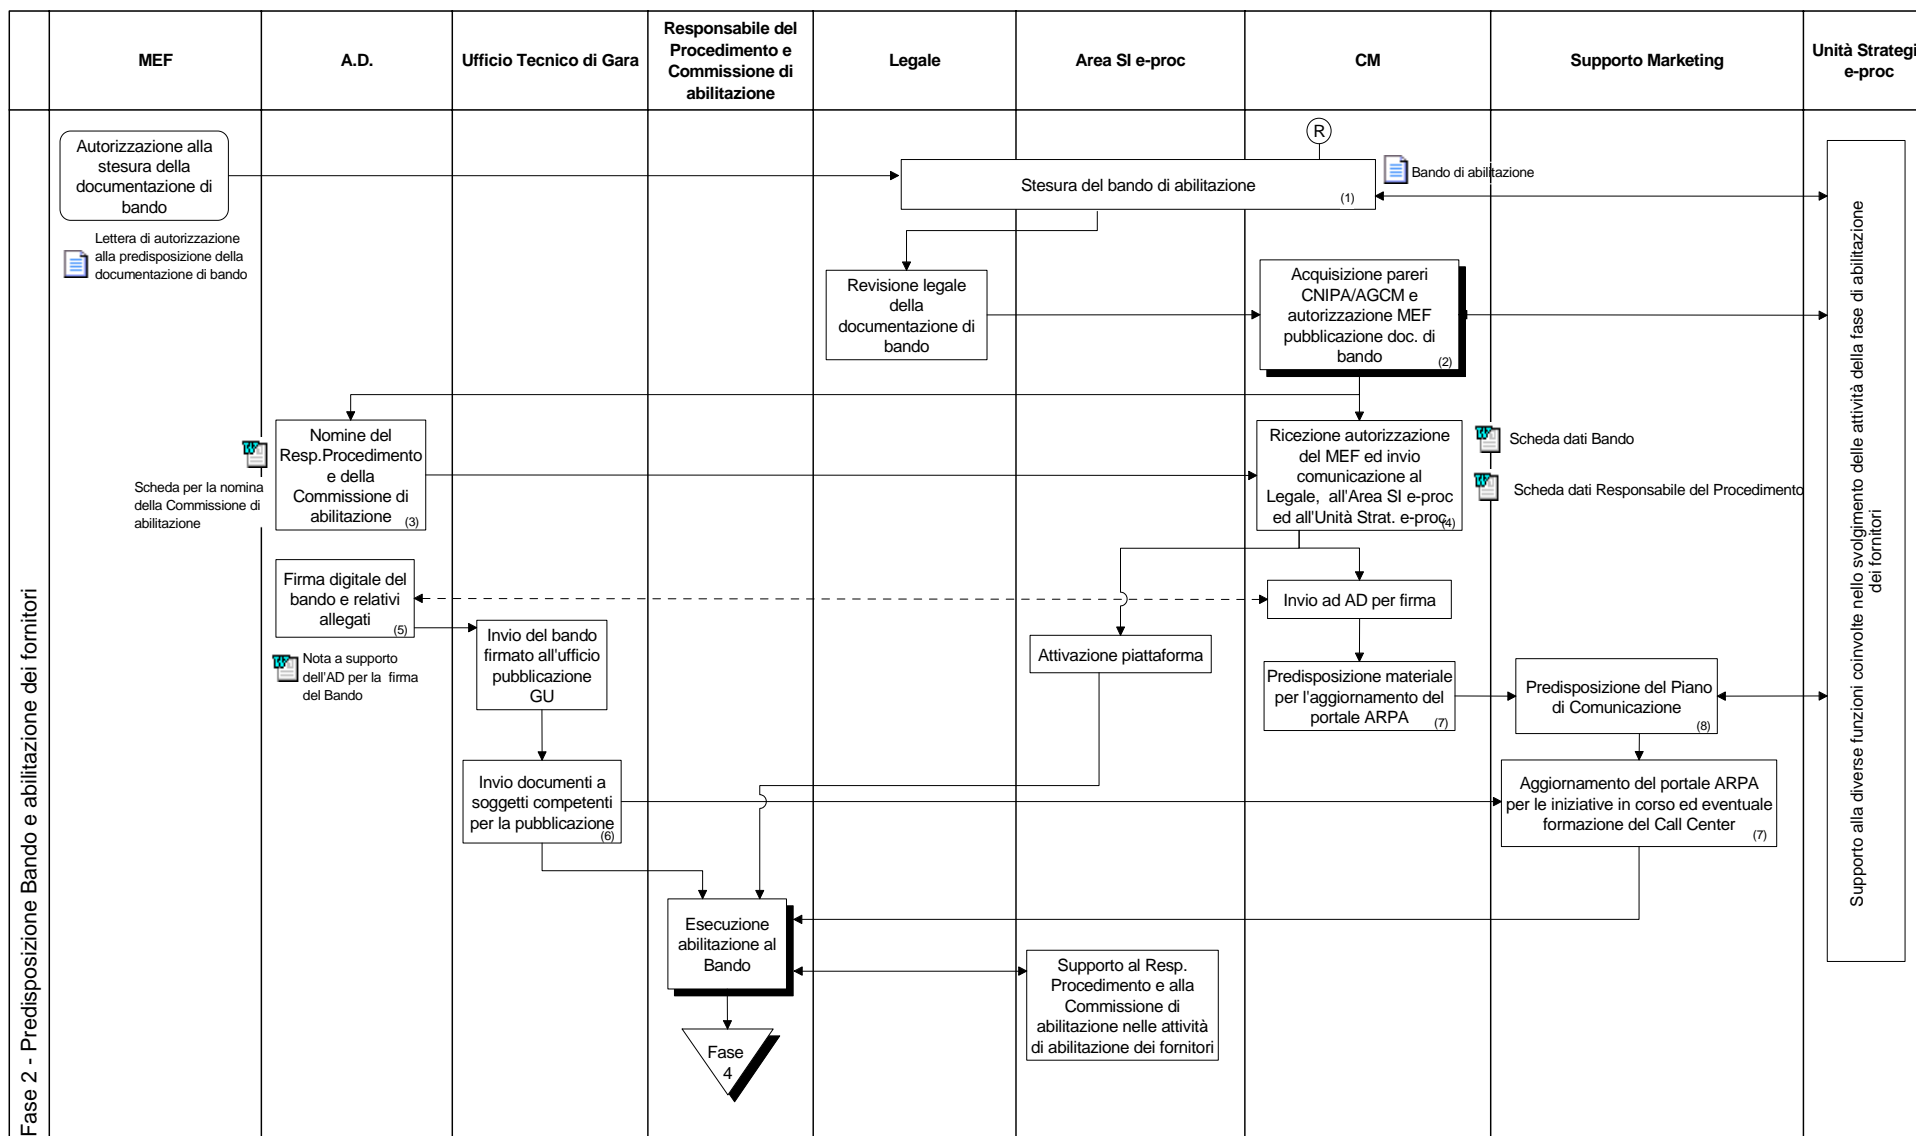 MEF
A.D.
Ufficio Tecnico di Gara
Responsabile del
Procedimento e
Commissione di
abilitazione
Legale
Area SI e-proc
CM
Supporto Marketing
Unità Strategi
e-proc
Fase 2 - Predisposizione Bando e abilitazione dei fornitori
Autorizzazione alla
stesura della
documentazione di
bando
Lettera di autorizzazione
alla predisposizione della
documentazione di bando
R
Stesura del bando di abilitazione
(1)
Bando di abilitazione
Revisione legale
della
documentazione di
bando
Acquisizione pareri
CNIPA/AGCM e
autorizzazione MEF
pubblicazione doc. di
bando
(2)
Nomine del
Resp.Procedimento
e della
Commissione di
abilitazione
(3)
Scheda per la nomina
della Commissione di
abilitazione
Ricezione autorizzazione
del MEF ed invio
comunicazione al
Legale, all'Area SI e-proc
ed all'Unità Strat. e-proc
(4)
Scheda dati Bando
Scheda dati Responsabile del Procedimento
Firma digitale del
bando e relativi
allegati
(5)
Nota a supporto
dell'AD per la firma
del Bando
Invio ad AD per firma
Invio del bando
firmato all'ufficio
pubblicazione
GU
Attivazione piattaforma
Predisposizione materiale
per l'aggiornamento del
portale ARPA
(7)
Predisposizione del Piano
di Comunicazione
(8)
Invio documenti a
soggetti competenti
per la pubblicazione
(6)
Aggiornamento del portale ARPA
per le iniziative in corso ed eventuale
formazione del Call Center
(7)
Esecuzione
abilitazione al
Bando
Supporto al Resp.
Procedimento e alla
Commissione di
abilitazione nelle attività
di abilitazione dei fornitori
Fase
4
Supporto alla diverse funzioni coinvolte nello svolgimento delle attività della fase di abilitazione
dei fornitori